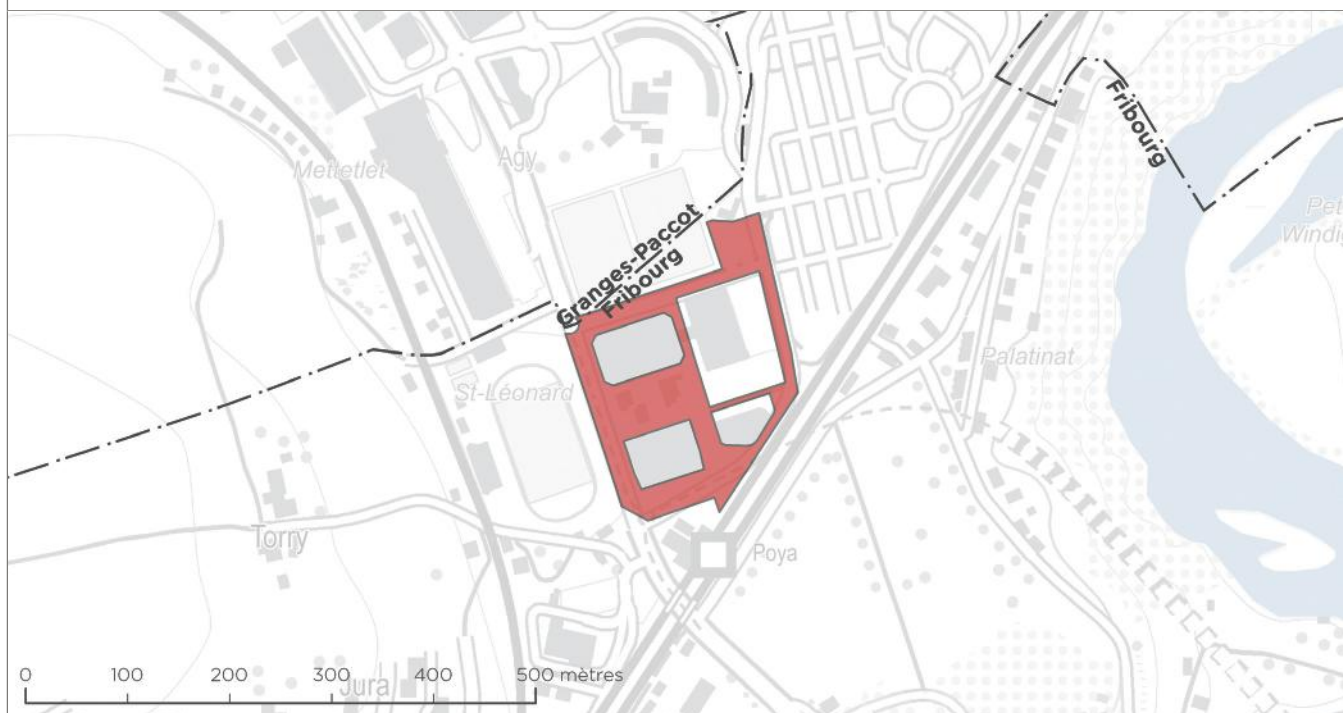 Fribourg
Mettetlet
Agy
Granges-Paccot
Fribourg
Palatinat
St-Léonard
Torry
Poya
0 100 200 300 400 500 mètres
Jura